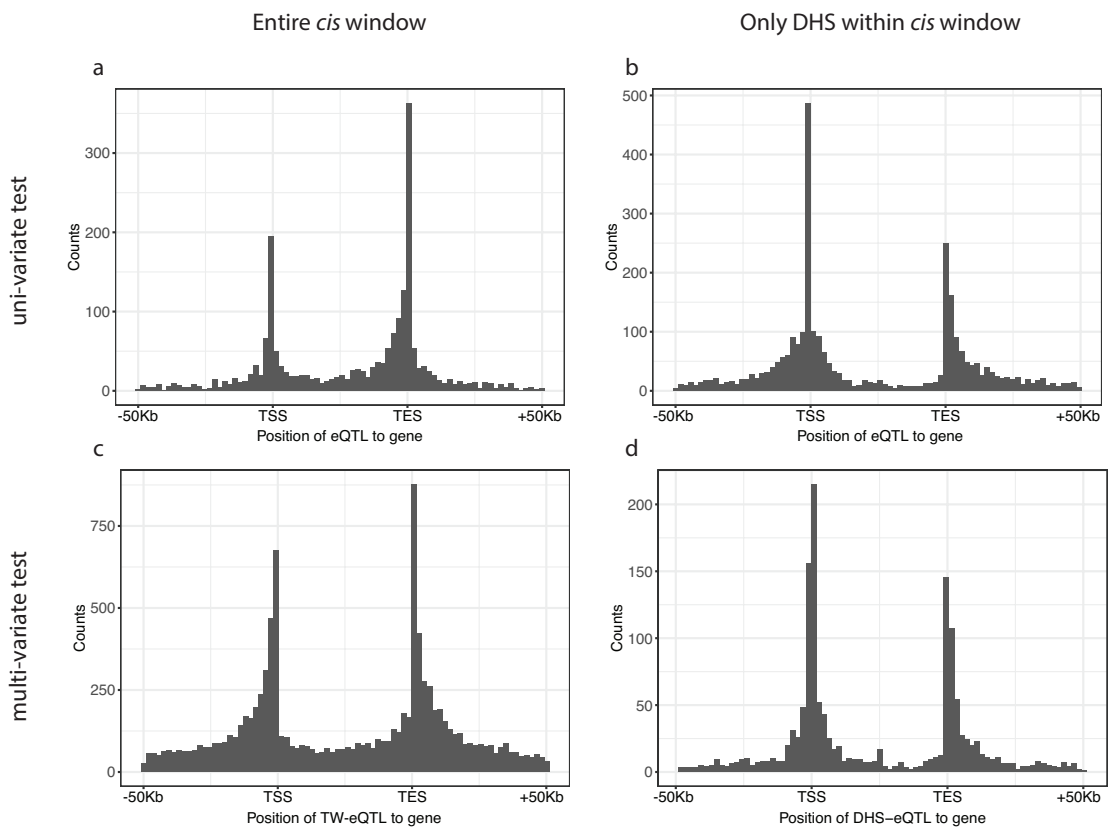 Entire cis window
Only DHS within cis window
uni-variate test
a
300
200
100
0
Counts
-50Kb TSS TES +50Kb
Position of eQTL to gene
b
500
400
300
200
100
0
Counts
-50Kb TSS TES +50Kb
Position of eQTL to gene
multi-variate test
c
750
500
250
0
Counts
-50Kb TSS TES +50Kb
Position of TW-eQTL to gene
d
200
150
100
50
0
Counts
-50Kb TSS TES +50Kb
Position of DHS−eQTL to gene